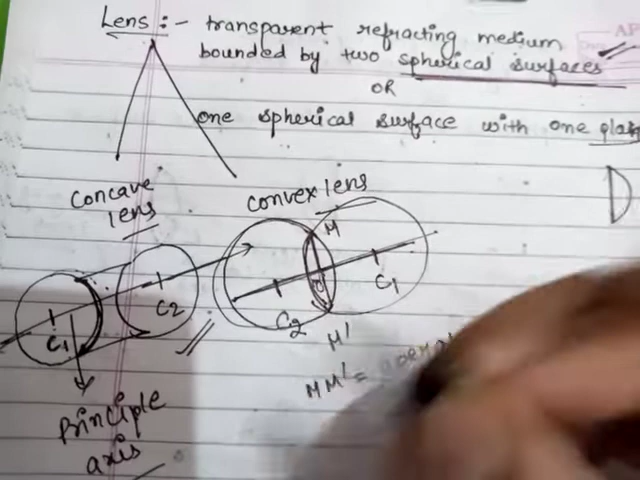 Lens :- transparent refracting medium
bounded by two spherical surfaces
OR
one spherical surface with one
Concave
lens
Convex lens
M
C1
C2
C2
C1
M'
MM' =
Principle
axis